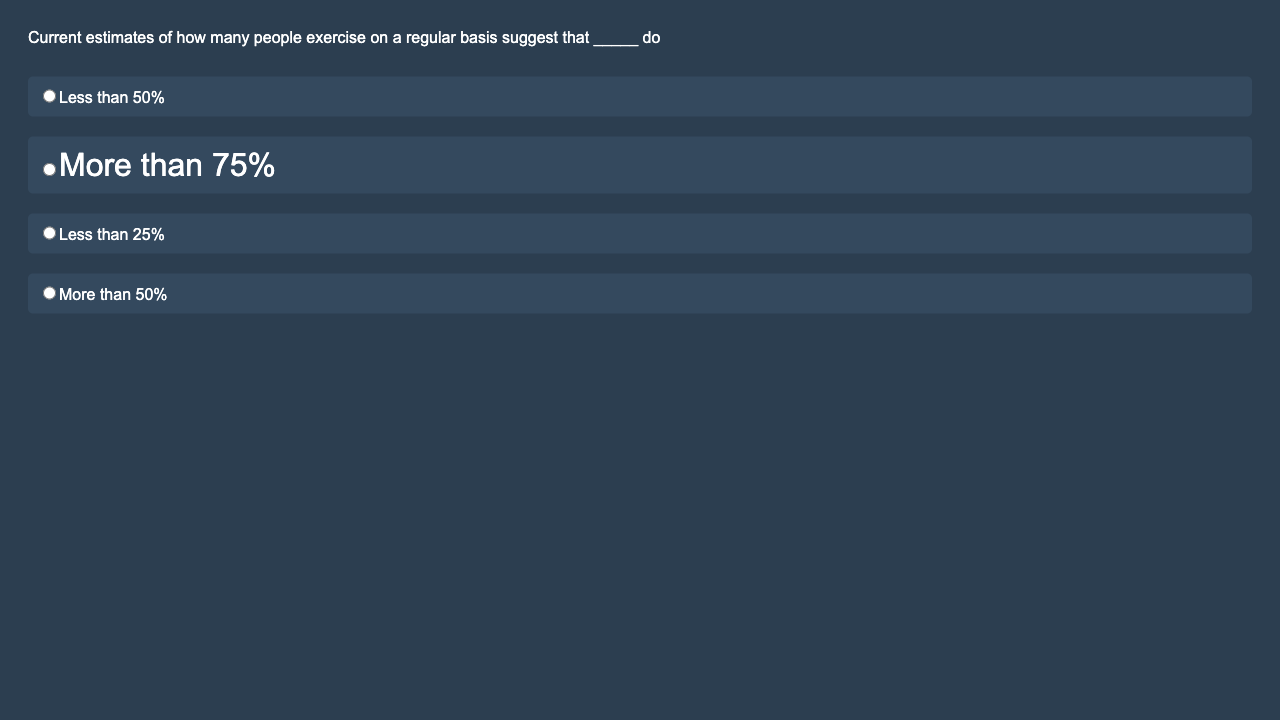 Current estimates of how many people exercise on a regular basis suggest that _____ do
Less than 50%
More than 75%
Less than 25%
More than 50%